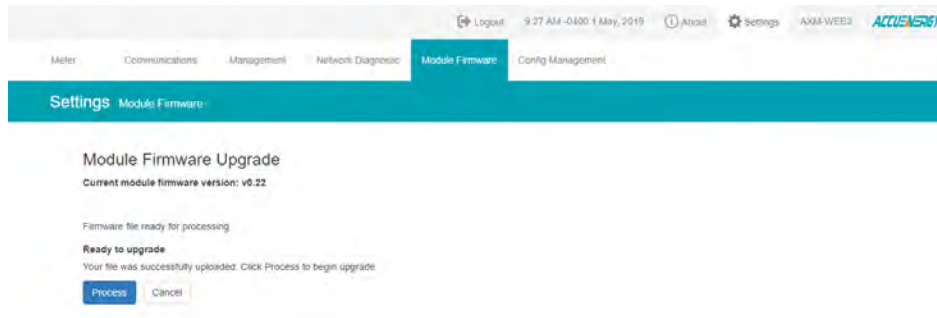 Logout 9:27 AM -0400 1 May, 2019 About Settings AXM-WEB2 ACCUENERGY
Meter Communications Management Network Diagnostic Module Firmware Config Management
Settings Module Firmware
Module Firmware Upgrade
Current module firmware version: v0.22
Firmware file ready for processing
Ready to upgrade
Your file was successfully uploaded. Click Process to begin upgrade
Process Cancel